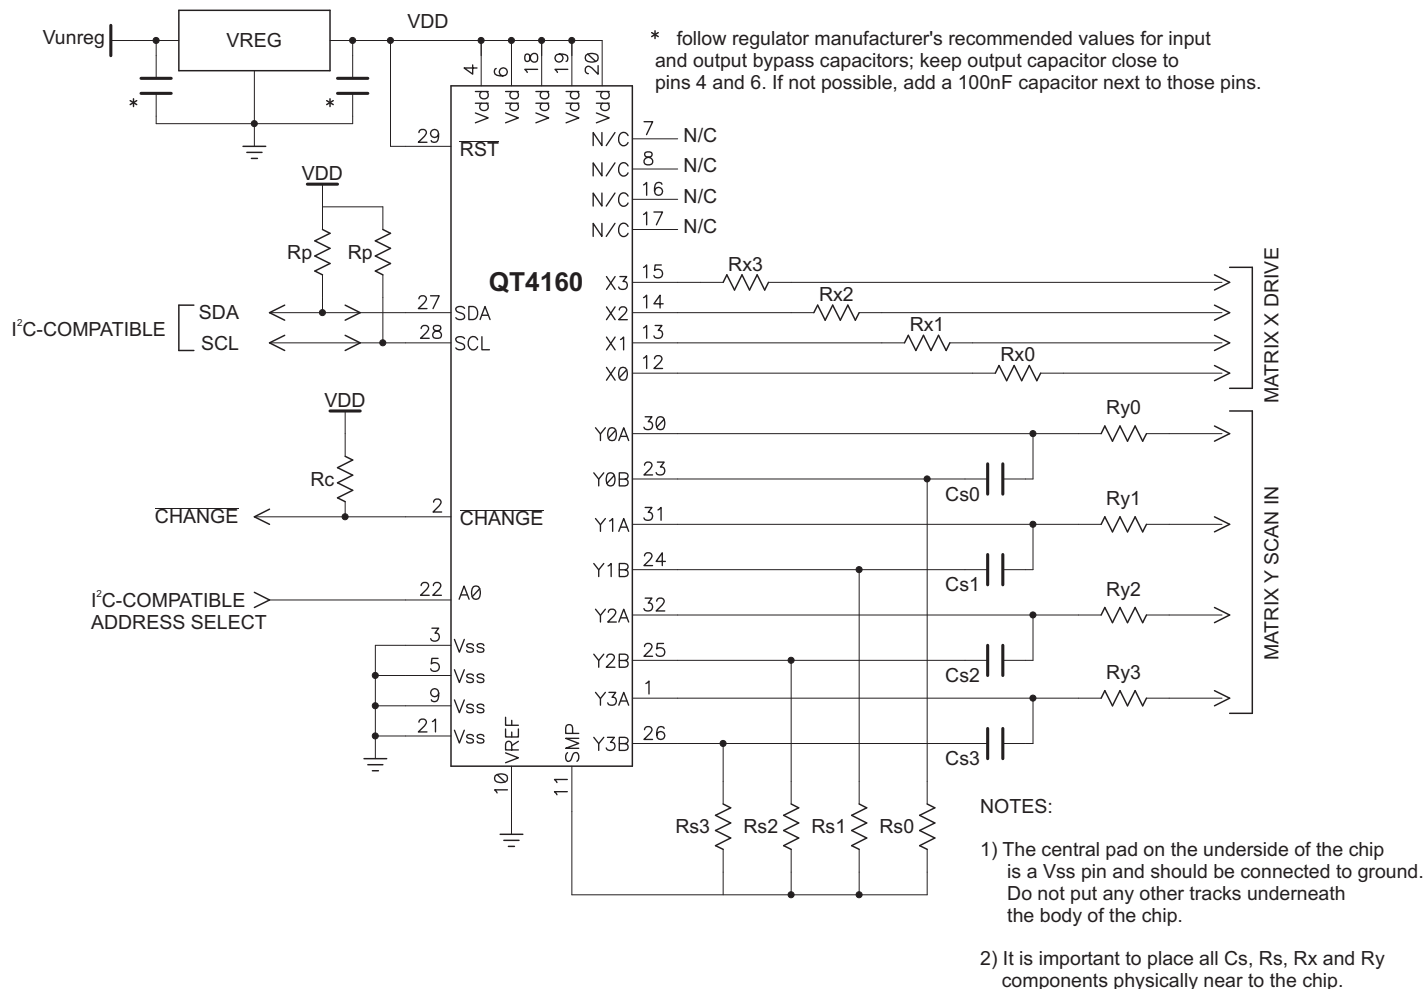 Vunreg
VREG
VDD
*
*
* follow regulator manufacturer's recommended values for input
and output bypass capacitors; keep output capacitor close to
pins 4 and 6. If not possible, add a 100nF capacitor next to those pins.
4 6 18 19 20
Vdd Vdd Vdd Vdd Vdd
29 RST
N/C 7 N/C
N/C 8 N/C
N/C 16 N/C
N/C 17 N/C
VDD
Rp Rp
QT4160
I²C-COMPATIBLE
SDA 27 SDA
SCL 28 SCL
X3 15 Rx3
X2 14 Rx2
X1 13 Rx1
X0 12 Rx0
MATRIX X DRIVE
VDD
Rc
CHANGE 2 CHANGE
Y0A 30 Ry0
Y0B 23 Cs0
Y1A 31 Ry1
Y1B 24 Cs1
Y2A 32 Ry2
Y2B 25 Cs2
Y3A 1 Ry3
Y3B 26 Cs3
MATRIX Y SCAN IN
I²C-COMPATIBLE
ADDRESS SELECT
22 A0
3 Vss
5 Vss
9 Vss
21 Vss
VREF SMP
10 11
Rs3 Rs2 Rs1 Rs0
NOTES:
1) The central pad on the underside of the chip
is a Vss pin and should be connected to ground.
Do not put any other tracks underneath
the body of the chip.
2) It is important to place all Cs, Rs, Rx and Ry
components physically near to the chip.